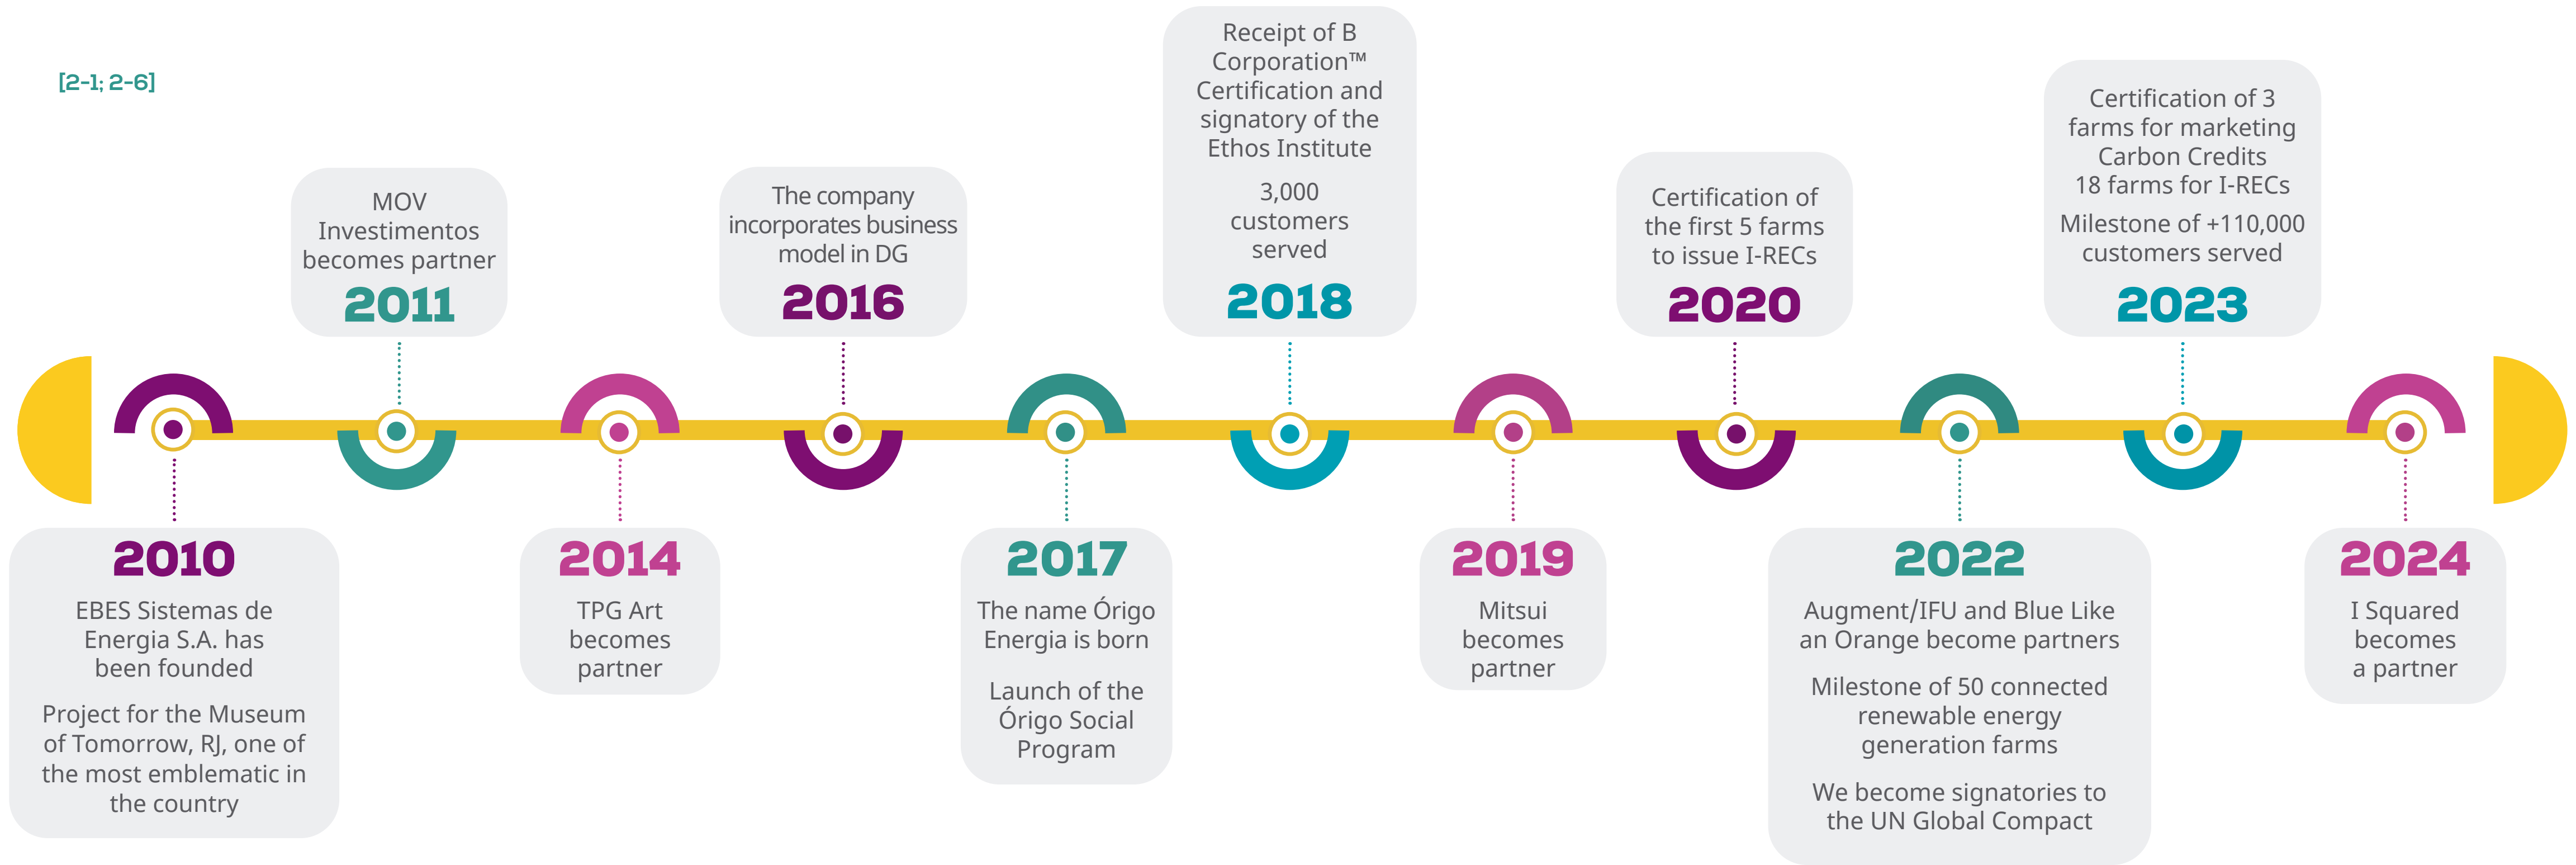 [2-1; 2-6]
2010
EBES Sistemas de
Energia S.A. has
been founded
Project for the Museum
of Tomorrow, RJ, one of
the most emblematic in
the country
MOV
Investimentos
becomes partner
2011
2014
TPG Art
becomes
partner
The company
incorporates business
model in DG
2016
2017
The name Órigo
Energia is born
Launch of the
Órigo Social
Program
Receipt of B
Corporation™
Certification and
signatory of the
Ethos Institute
3,000
customers
served
2018
2019
Mitsui
becomes
partner
Certification of
the first 5 farms
to issue I-RECs
2020
2022
Augment/IFU and Blue Like
an Orange become partners
Milestone of 50 connected
renewable energy
generation farms
We become signatories to
the UN Global Compact
Certification of 3
farms for marketing
Carbon Credits
18 farms for I-RECs
Milestone of +110,000
customers served
2023
2024
I Squared
becomes
a partner